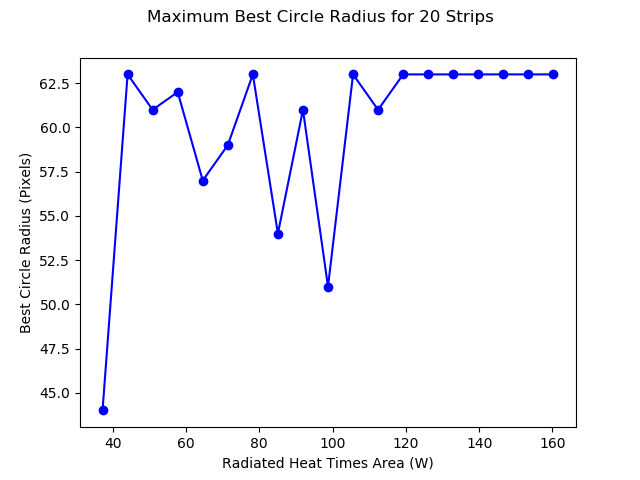 Maximum Best Circle Radius for 20 Strips
62.5
60.0
57.5
55.0
52.5
50.0
47.5
45.0
Best Circle Radius (Pixels)
40 60 80 100 120 140 160
Radiated Heat Times Area (W)